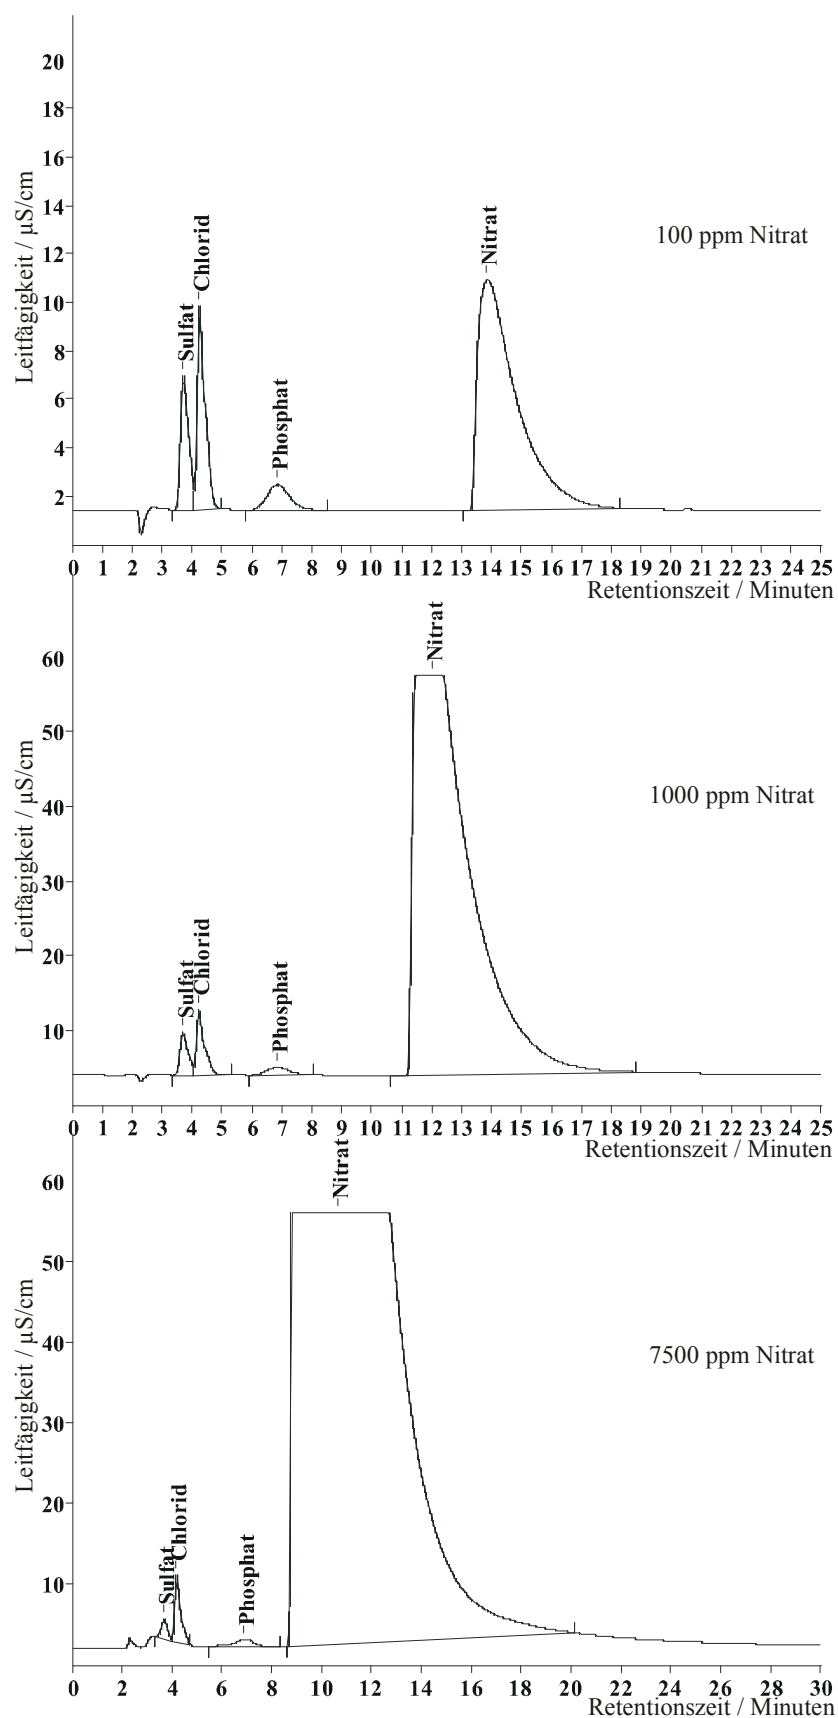 20
18
16
14
12
10
8
6
4
2
Leitfägigkeit / µS/cm
Sulfat
Chlorid
Phosphat
Nitrat
100 ppm Nitrat
0 1 2 3 4 5 6 7 8 9 10 11 12 13 14 15 16 17 18 19 20 21 22 23 24 25
Retentionszeit / Minuten
60
50
40
30
20
10
Leitfägigkeit / µS/cm
Sulfat
Chlorid
Phosphat
Nitrat
1000 ppm Nitrat
0 1 2 3 4 5 6 7 8 9 10 11 12 13 14 15 16 17 18 19 20 21 22 23 24 25
Retentionszeit / Minuten
60
50
40
30
20
10
Leitfägigkeit / µS/cm
Sulfat
Chlorid
Phosphat
Nitrat
7500 ppm Nitrat
0 2 4 6 8 10 12 14 16 18 20 22 24 26 28 30
Retentionszeit / Minuten